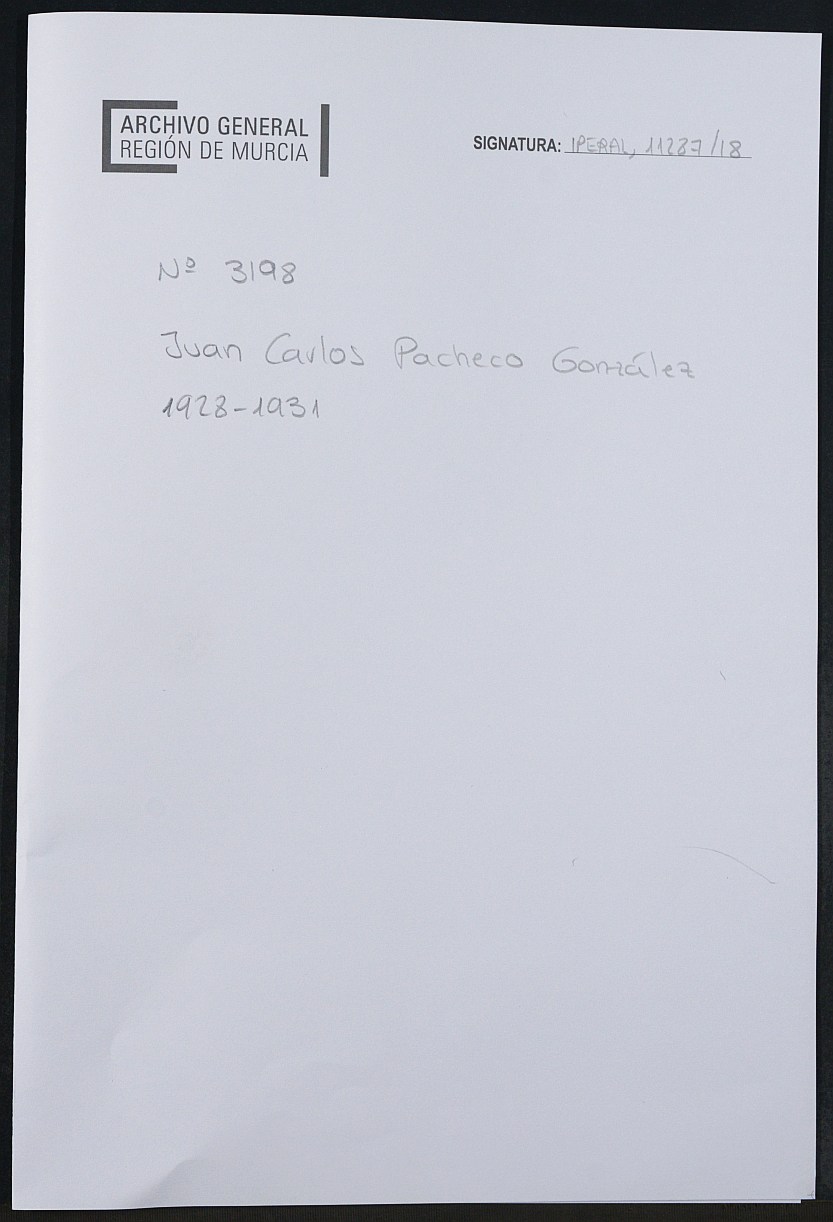 ARCHIVO GENERAL
REGIÓN DE MURCIA
SIGNATURA: IPERAL, 11287/18
Nº 3198
Juan Carlos Pacheco González
1928-1931